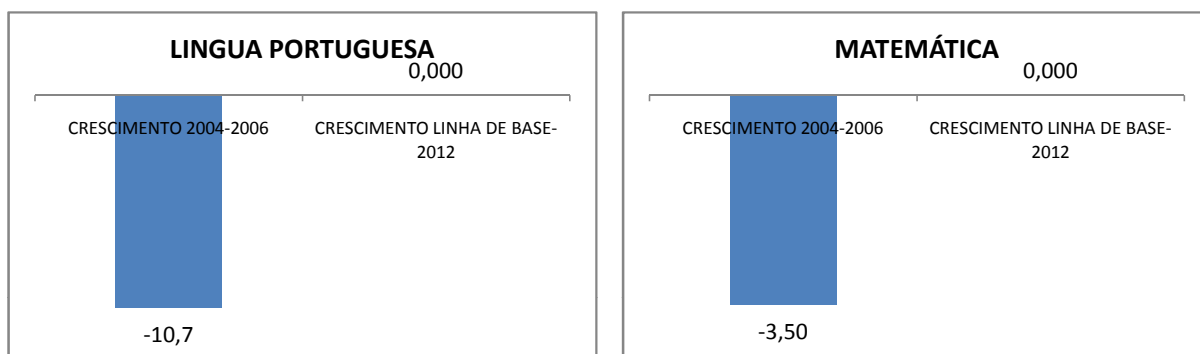 LINGUA PORTUGUESA
0,000
CRESCIMENTO 2004-2006
CRESCIMENTO LINHA DE BASE-
2012
-10,7
MATEMÁTICA
0,000
CRESCIMENTO 2004-2006
CRESCIMENTO LINHA DE BASE-
2012
-3,50